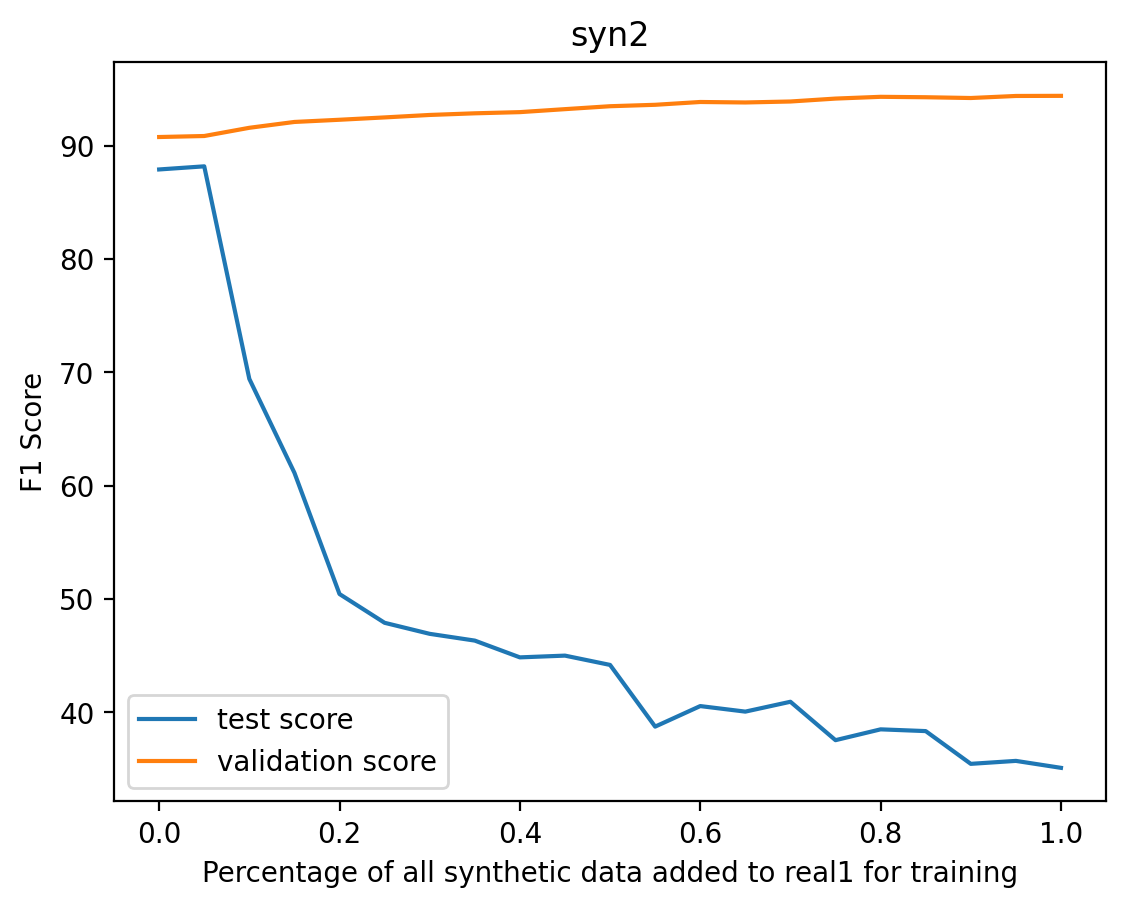 syn2
F1 Score
90
80
70
60
50
40
test score
validation score
0.0 0.2 0.4 0.6 0.8 1.0
Percentage of all synthetic data added to real1 for training